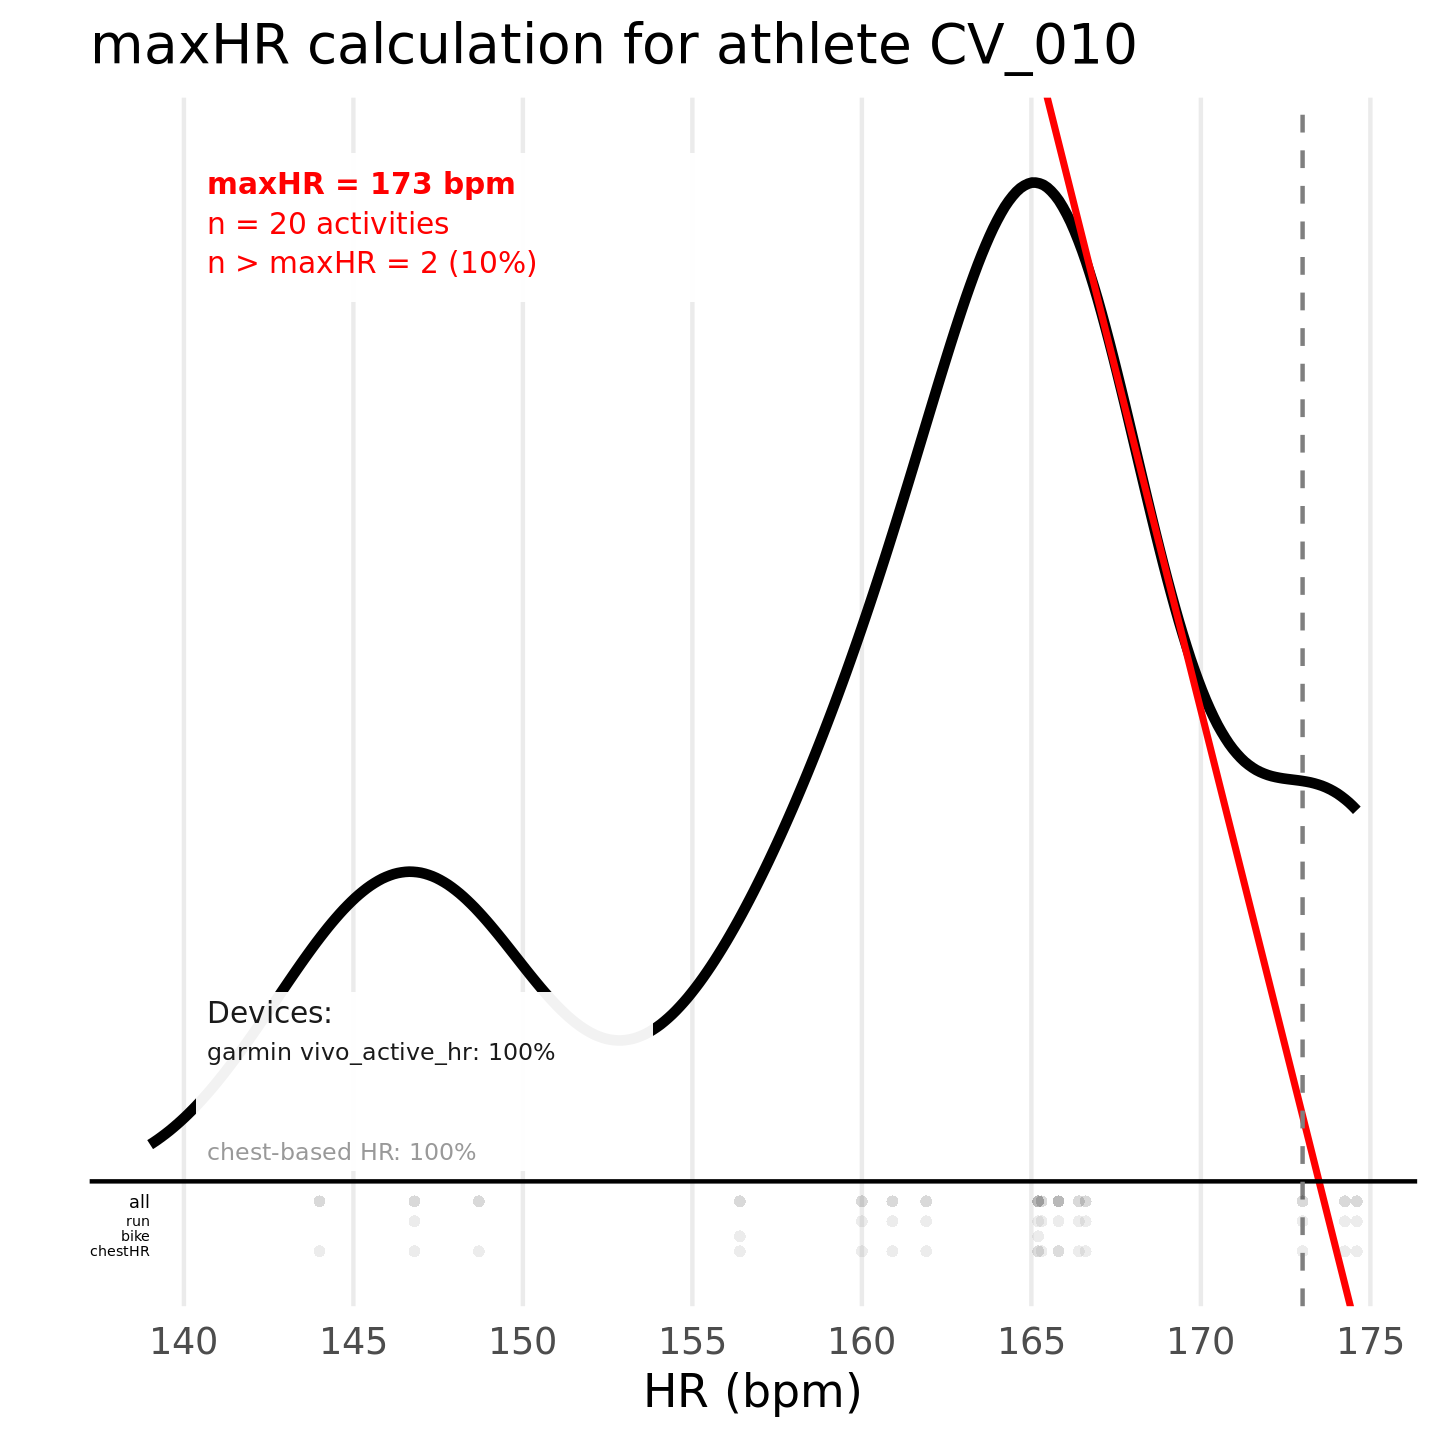 maxHR calculation for athlete CV_010
maxHR = 173 bpm
n = 20 activities
n > maxHR = 2 (10%)
Devices:
garmin vivo_active_hr: 100%
chest-based HR: 100%
all
run
bike
chestHR
140 145 150 155 160 165 170 175
HR (bpm)